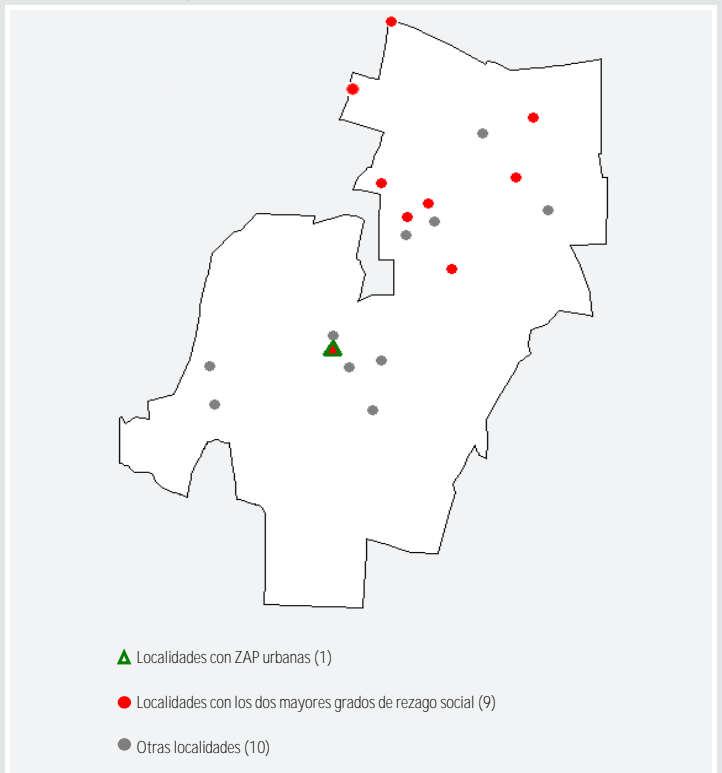 Localidades con ZAP urbanas (1)
Localidades con los dos mayores grados de rezago social (9)
Otras localidades (10)